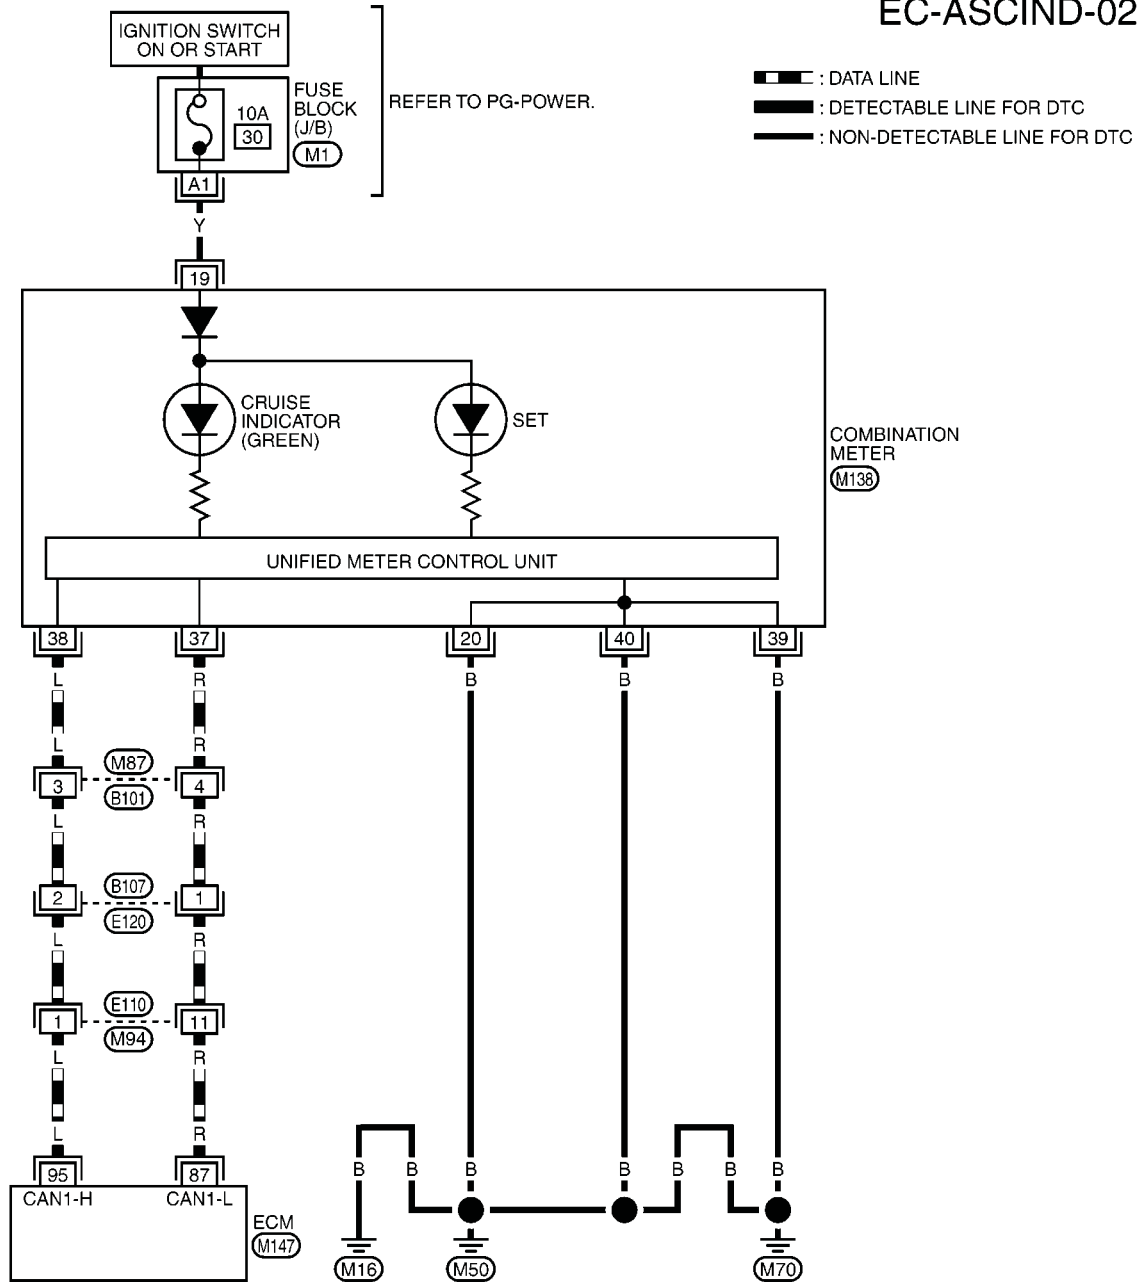 EC-ASCIND-02
IGNITION SWITCH
ON OR START
FUSE
BLOCK
(J/B)
M1
10A
30
REFER TO PG-POWER.
: DATA LINE
: DETECTABLE LINE FOR DTC
: NON-DETECTABLE LINE FOR DTC
A1
Y
19
CRUISE
INDICATOR
(GREEN)
SET
COMBINATION
METER
M138
UNIFIED METER CONTROL UNIT
38 37 20 40 39
L R B B B
L R
M87
3 4
B101
L R
B107
2 1
E120
L R
E110
1 11
M94
L R
L R
B B B B B B B
95 87
CAN1-H CAN1-L
ECM
M147
M16 M50 M70